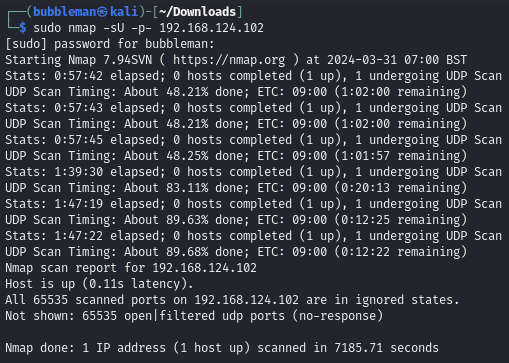 ┌──(bubbleman㉿kali)-[~/Downloads]
└─$ sudo nmap -sU -p- 192.168.124.102
[sudo] password for bubbleman:
Starting Nmap 7.94SVN ( https://nmap.org ) at 2024-03-31 07:00 BST
Stats: 0:57:42 elapsed; 0 hosts completed (1 up), 1 undergoing UDP Scan
UDP Scan Timing: About 48.21% done; ETC: 09:00 (1:02:00 remaining)
Stats: 0:57:43 elapsed; 0 hosts completed (1 up), 1 undergoing UDP Scan
UDP Scan Timing: About 48.21% done; ETC: 09:00 (1:02:00 remaining)
Stats: 0:57:45 elapsed; 0 hosts completed (1 up), 1 undergoing UDP Scan
UDP Scan Timing: About 48.25% done; ETC: 09:00 (1:01:57 remaining)
Stats: 1:39:30 elapsed; 0 hosts completed (1 up), 1 undergoing UDP Scan
UDP Scan Timing: About 83.11% done; ETC: 09:00 (0:20:13 remaining)
Stats: 1:47:19 elapsed; 0 hosts completed (1 up), 1 undergoing UDP Scan
UDP Scan Timing: About 89.63% done; ETC: 09:00 (0:12:25 remaining)
Stats: 1:47:22 elapsed; 0 hosts completed (1 up), 1 undergoing UDP Scan
UDP Scan Timing: About 89.68% done; ETC: 09:00 (0:12:22 remaining)
Nmap scan report for 192.168.124.102
Host is up (0.11s latency).
All 65535 scanned ports on 192.168.124.102 are in ignored states.
Not shown: 65535 open|filtered udp ports (no-response)
Nmap done: 1 IP address (1 host up) scanned in 7185.71 seconds